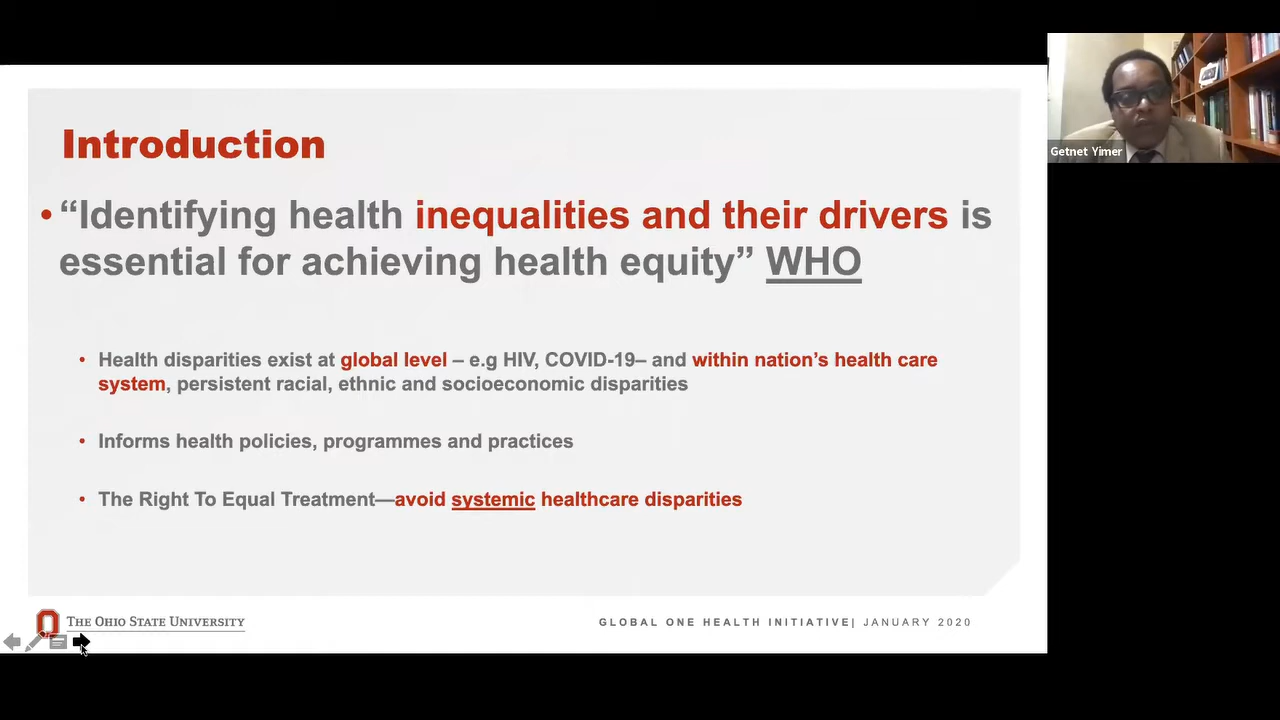 Introduction
• “Identifying health inequalities and their drivers is
essential for achieving health equity” WHO
• Health disparities exist at global level – e.g HIV, COVID-19– and within nation’s health care
system, persistent racial, ethnic and socioeconomic disparities
• Informs health policies, programmes and practices
• The Right To Equal Treatment—avoid systemic healthcare disparities
THE OHIO STATE UNIVERSITY
GLOBAL ONE HEALTH INITIATIVE| JANUARY 2020
Getnet Yimer